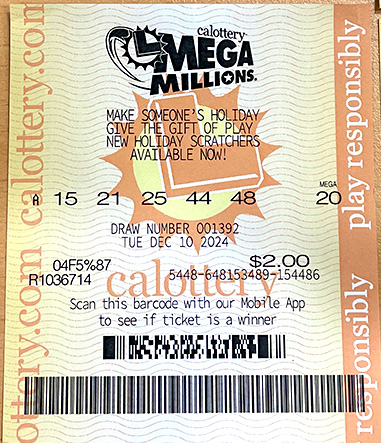 calottery
MEGA
MILLIONS®
MAKE SOMEONE'S HOLIDAY
GIVE THE GIFT OF PLAY
NEW HOLIDAY SCRATCHERS
AVAILABLE NOW!
MEGA
A 15 21 25 44 48 20
DRAW NUMBER 001392
TUE DEC 10 2024
04F5%87 $2.00
R1036714 5448-648153489-154486
calottery
Scan this barcode with our Mobile App
to see if ticket is a winner
calottery.com calottery.com
play responsibly